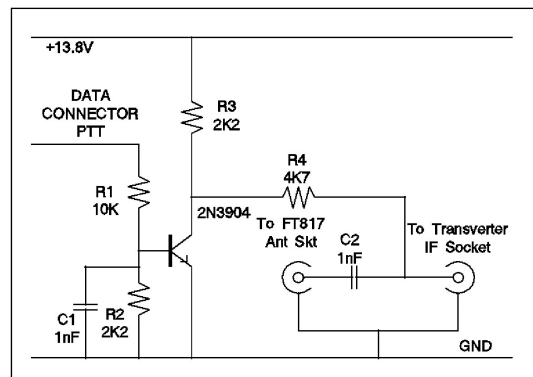 +13.8V
DATA
CONNECTOR
PTT
R3
2K2
R1
10K
R4
4K7
2N3904
To FT817
Ant Skt
To Transverter
IF Socket
C2
1nF
C1
1nF
R2
2K2
GND